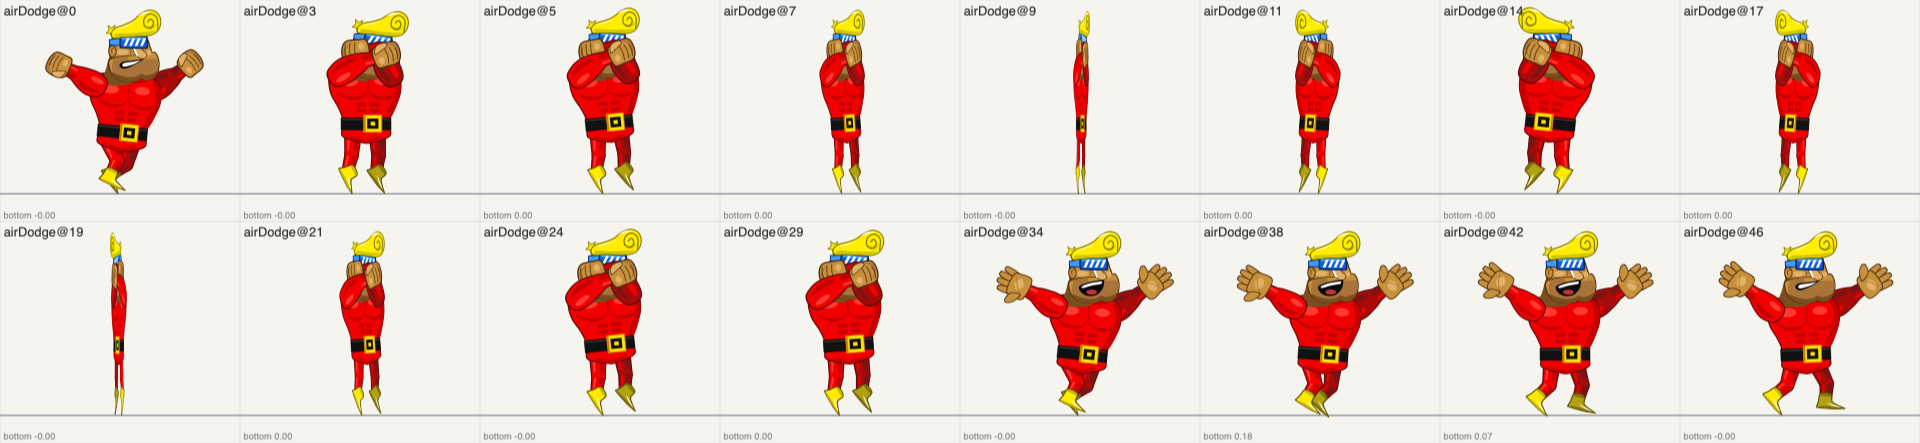 airDodge@0 airDodge@3 airDodge@5 airDodge@7 airDodge@9 airDodge@11 airDodge@14 airDodge@17
bottom -0.00 bottom -0.00 bottom 0.00 bottom 0.00 bottom -0.00 bottom 0.00 bottom -0.00 bottom 0.00
airDodge@19 airDodge@21 airDodge@24 airDodge@29 airDodge@34 airDodge@38 airDodge@42 airDodge@46
bottom -0.00 bottom 0.00 bottom -0.00 bottom 0.00 bottom -0.00 bottom 0.18 bottom 0.07 bottom -0.00